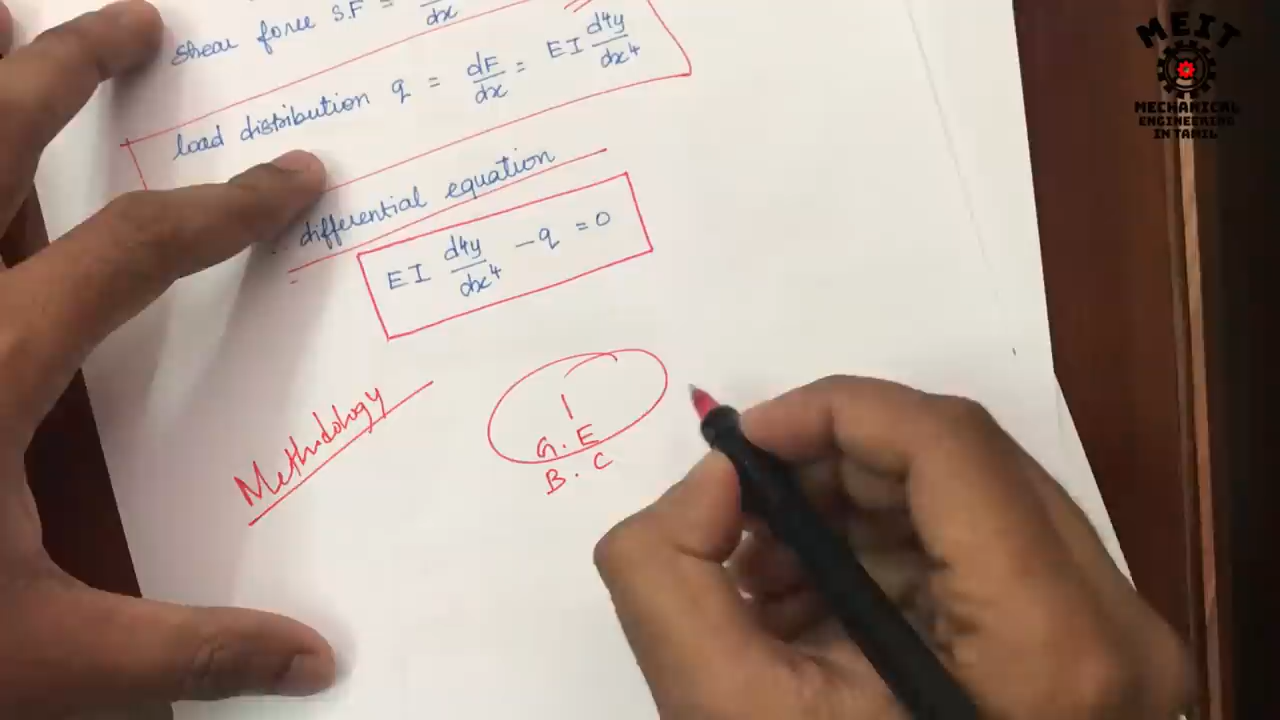 Shear force S.F =
dx
load distribution q = dF/dx = EI d⁴y/dx⁴
differential equation
EI d⁴y/dx⁴ - q = 0
Methodology
G.E
B.C
MEIT
MECHANICAL
ENGINEERING
IN TAMIL